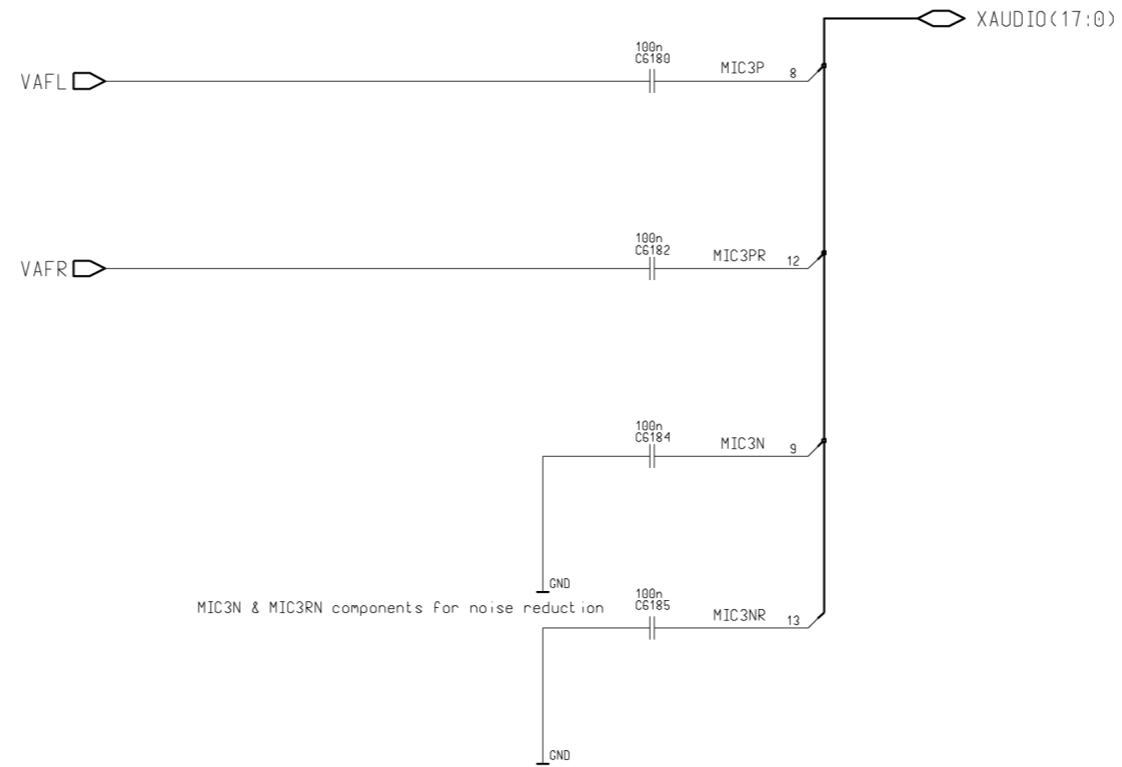 XAUDIO(17:0)
100n
C6180
MIC3P
8
VAFL
100n
C6182
MIC3PR
12
VAFR
100n
C6184
MIC3N
9
GND
MIC3N & MIC3RN components for noise reduction
100n
C6185
MIC3NR
13
GND